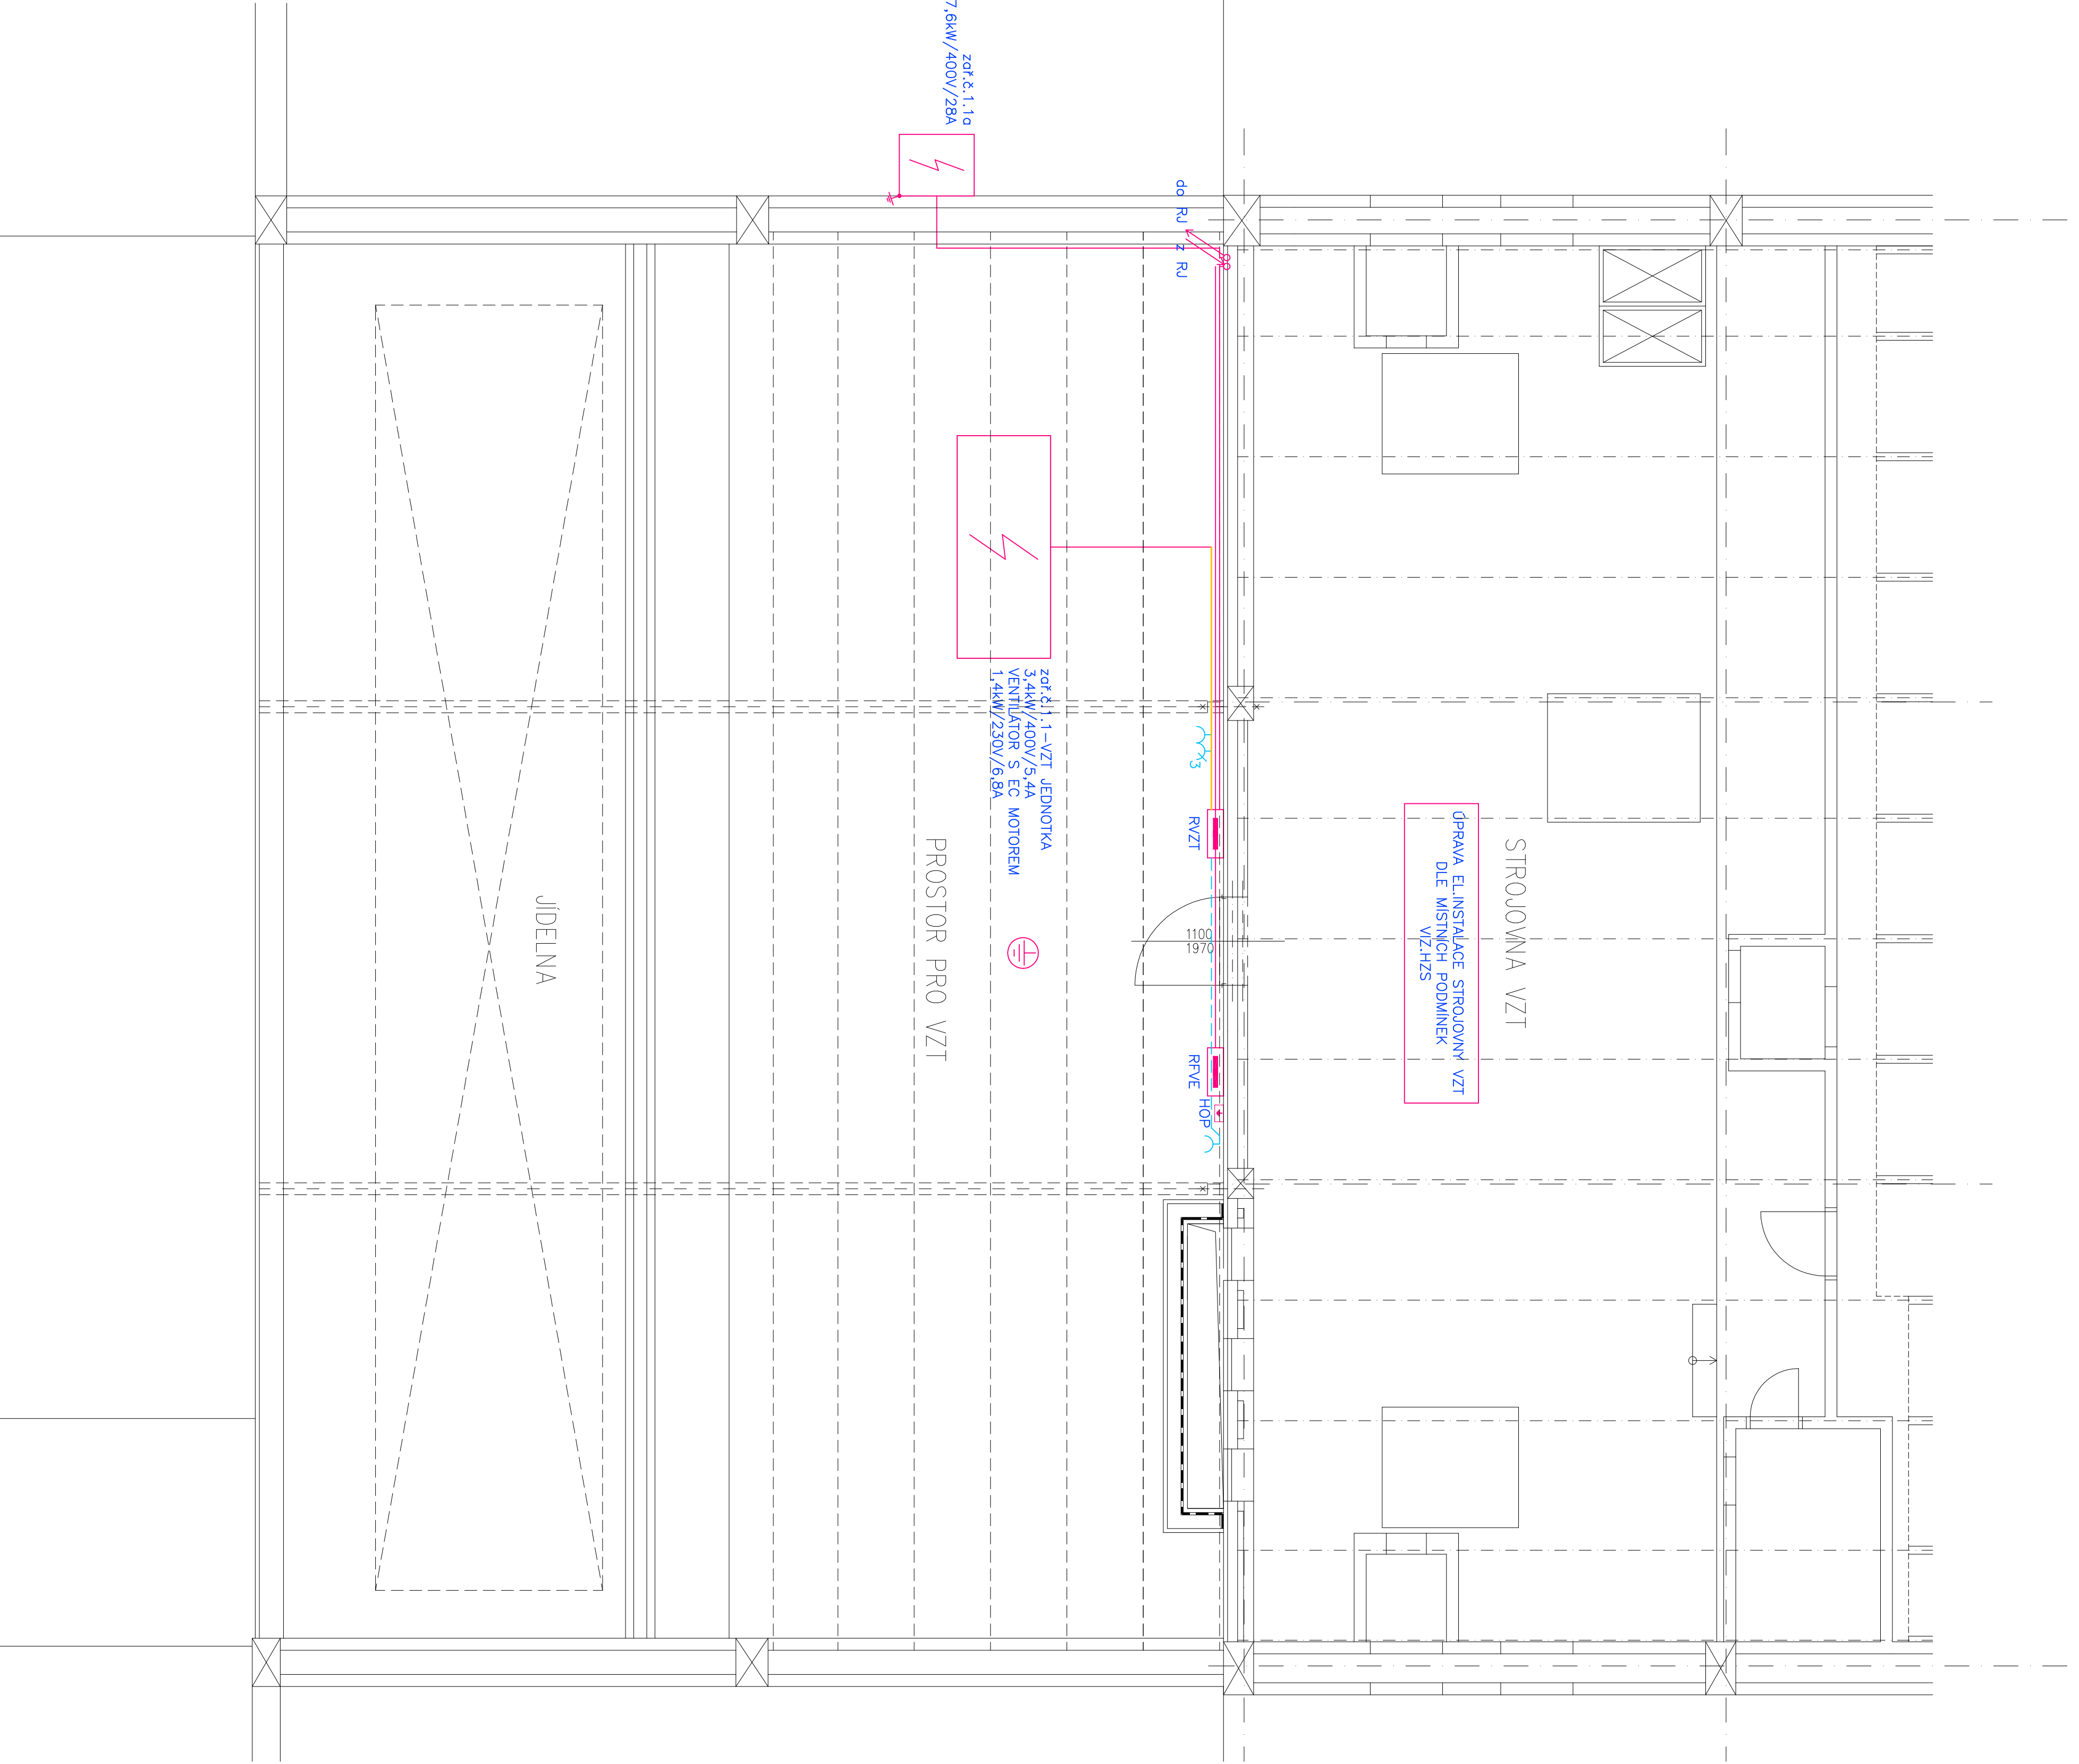 zař.č.1.1a
7,6kW/400V/28A
do RJ
z RJ
zař.č.1.1-VZT JEDNOTKA
3,4kW/400V/5,4A
VENTILÁTOR S EC MOTOREM
1,4kW/230V/6,8A
3
RVZT
1100
1970
RFVE
HOP
STROJOVNA VZT
ÚPRAVA EL.INSTALACE STROJOVNY VZT
DLE MÍSTNÍCH PODMÍNEK
VIZ.HZS
PROSTOR PRO VZT
JÍDELNA